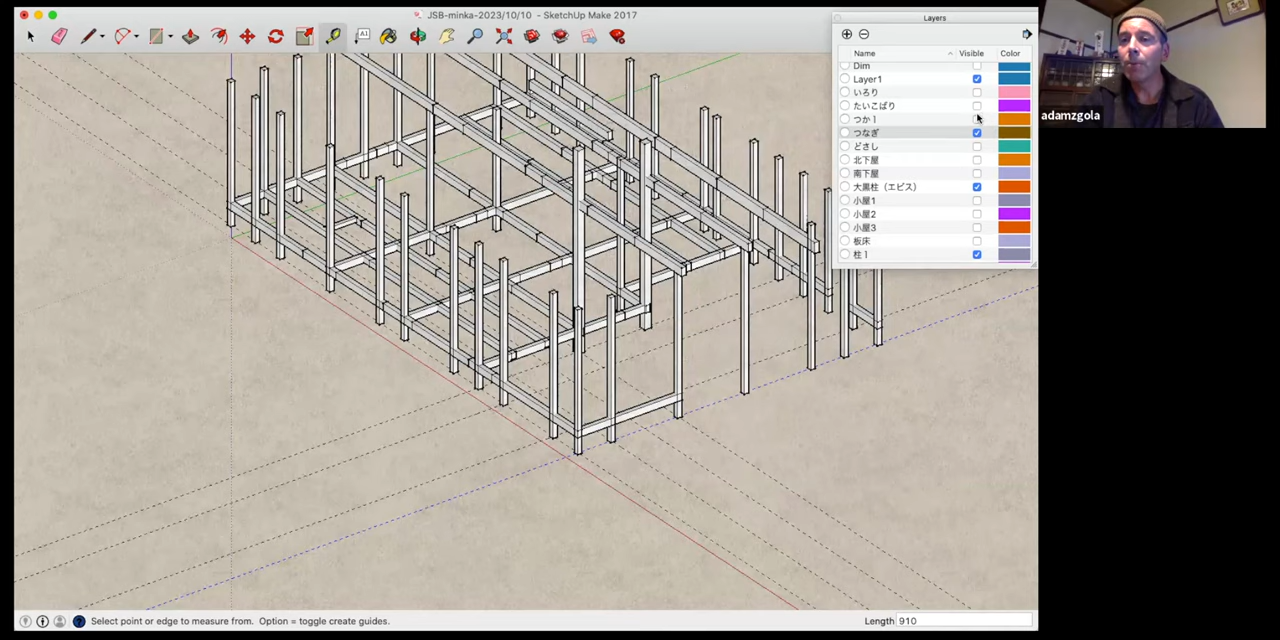 JSB-minka-2023/10/10 - SketchUp Make 2017
Layers
Name
Visible
Color
Dim
Layer1
いろり
たいこばり
つか1
つなぎ
どさし
北下屋
南下屋
大黒柱（エビス）
小屋1
小屋2
小屋3
板床
柱1
adamzgola
A1
Select point or edge to measure from. Option = toggle create guides.
Length 910